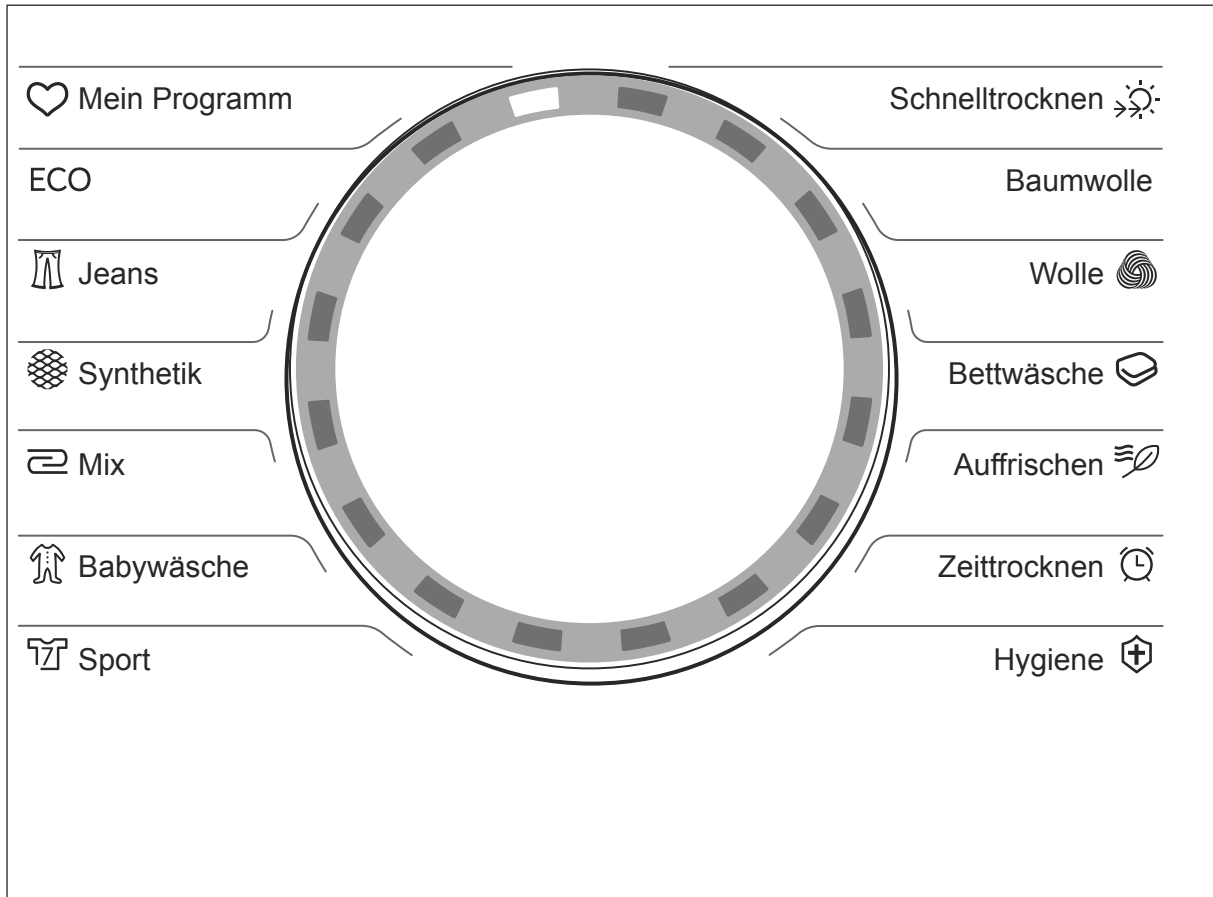 Mein Programm
ECO
Jeans
Synthetik
Mix
Babywäsche
Sport
Schnelltrocknen
Baumwolle
Wolle
Bettwäsche
Auffrischen
Zeittrocknen
Hygiene